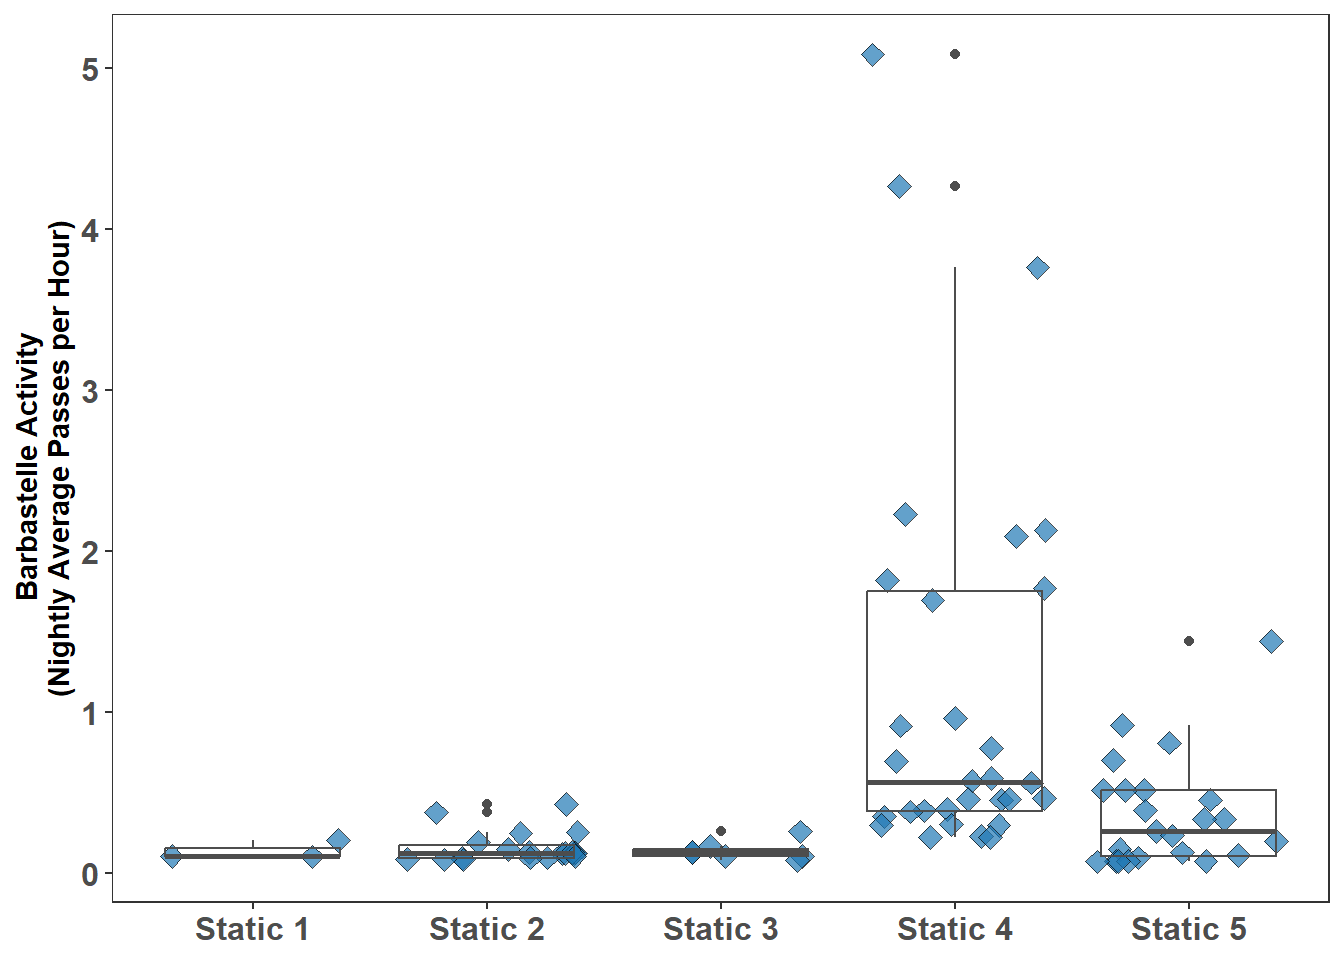 Barbastelle Activity
(Nightly Average Passes per Hour)
5
4
3
2
1
0
Static 1
Static 2
Static 3
Static 4
Static 5